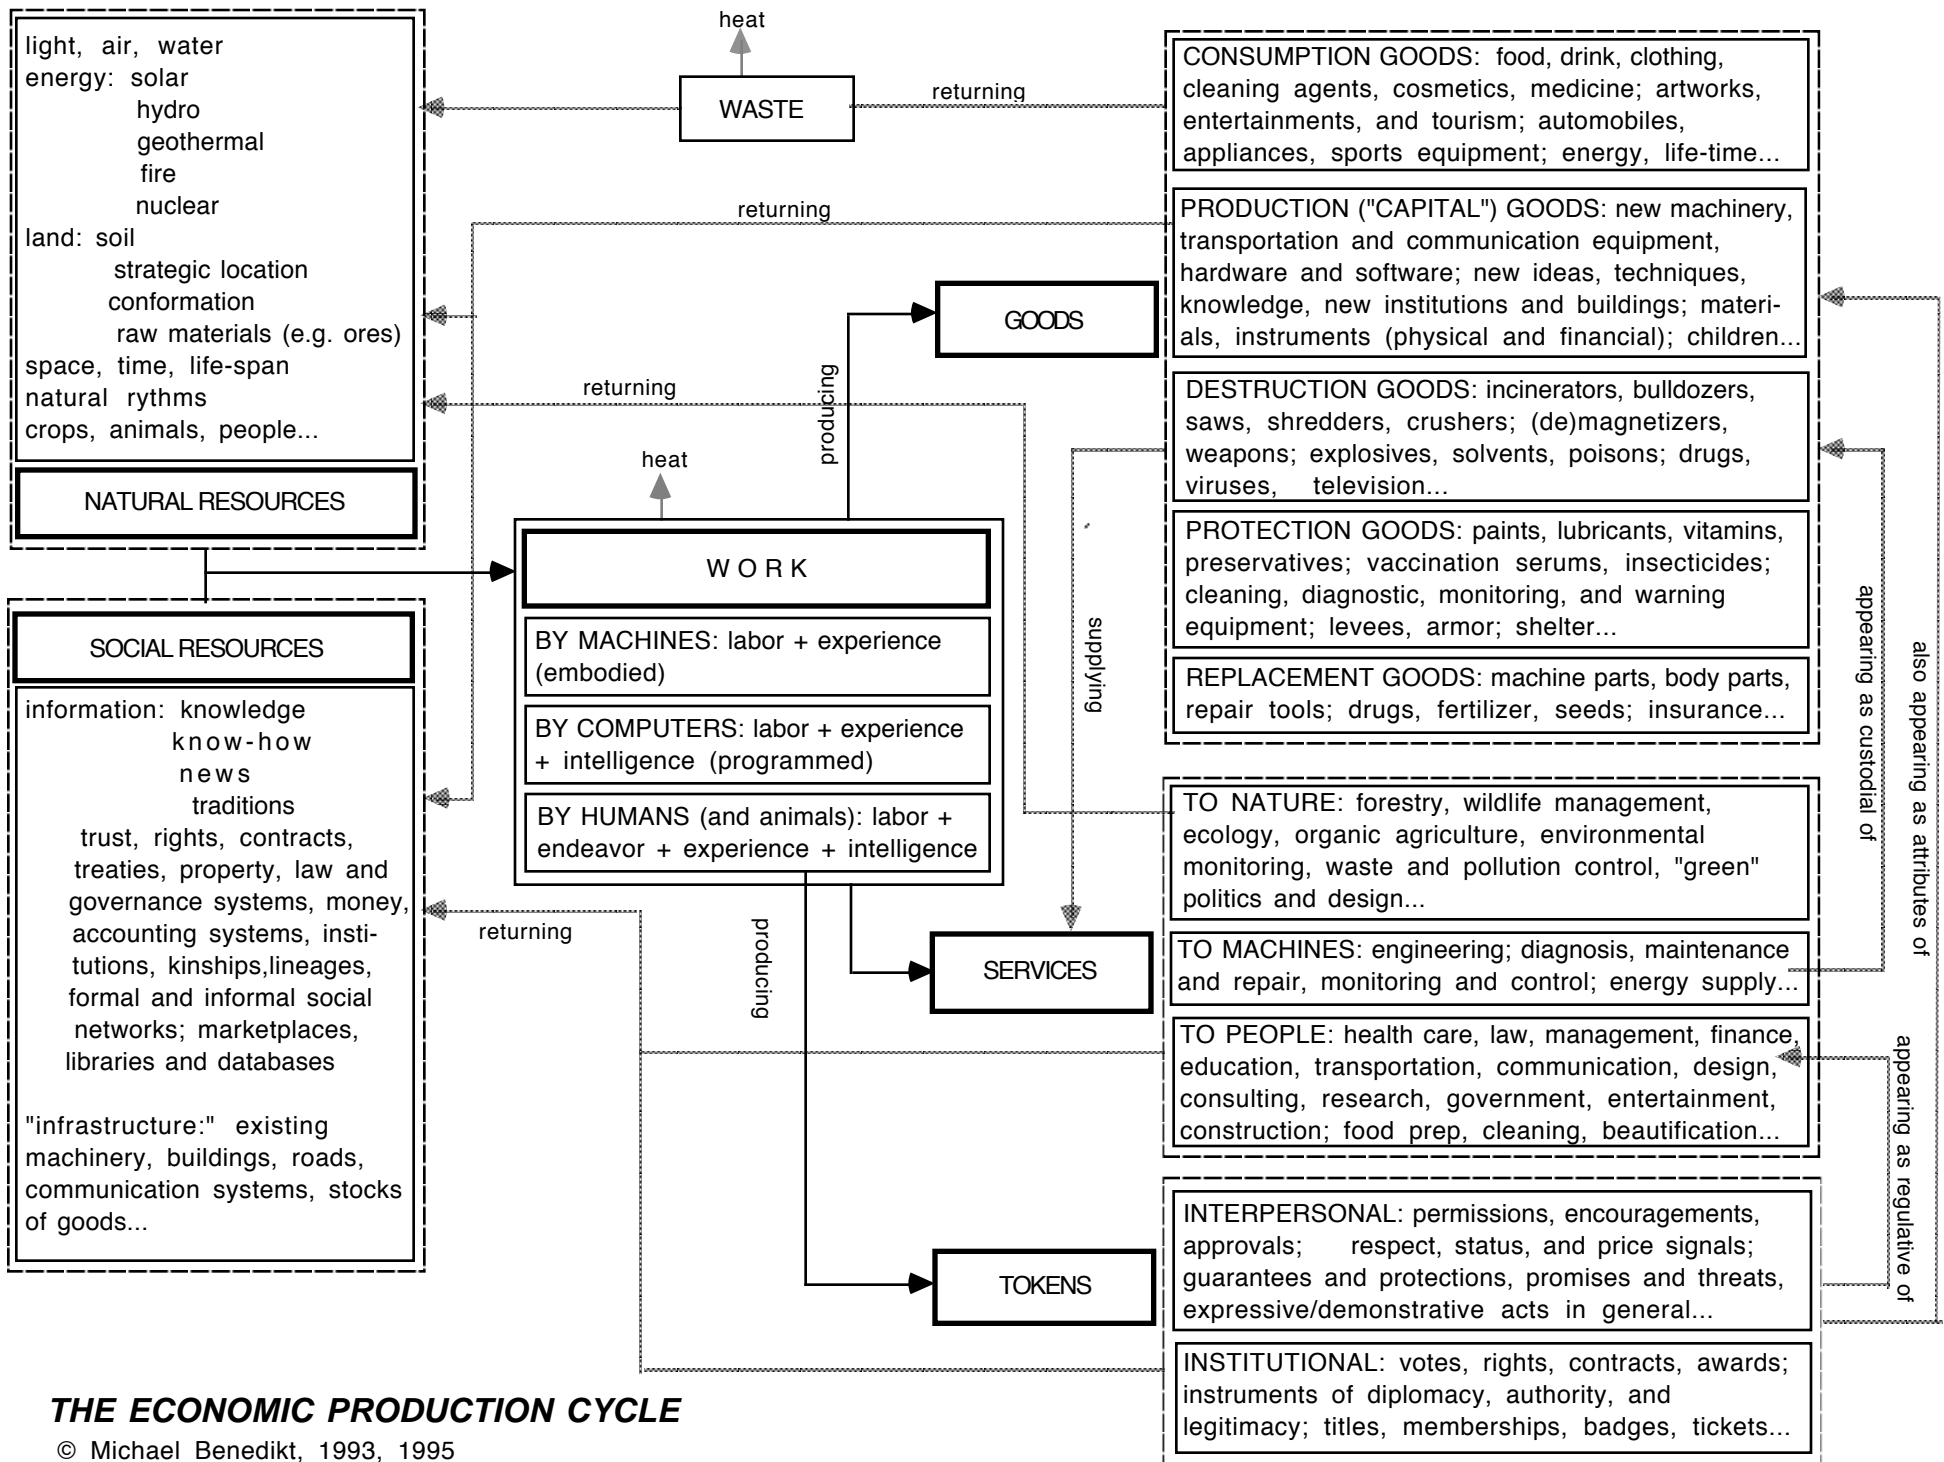 light, air, water
energy: solar
hydro
geothermal
fire
nuclear
land: soil
strategic location
conformation
raw materials (e.g. ores)
space, time, life-span
natural rythms
crops, animals, people...
NATURAL RESOURCES
SOCIAL RESOURCES
information: knowledge
know-how
news
traditions
trust, rights, contracts,
treaties, property, law and
governance systems, money,
accounting systems, insti-
tutions, kinships,lineages,
formal and informal social
networks; marketplaces,
libraries and databases
"infrastructure:" existing
machinery, buildings, roads,
communication systems, stocks
of goods...
heat
WASTE
returning
returning
returning
returning
heat
producing
WORK
BY MACHINES: labor + experience
(embodied)
BY COMPUTERS: labor + experience
+ intelligence (programmed)
BY HUMANS (and animals): labor +
endeavor + experience + intelligence
producing
supplying
GOODS
SERVICES
TOKENS
CONSUMPTION GOODS: food, drink, clothing,
cleaning agents, cosmetics, medicine; artworks,
entertainments, and tourism; automobiles,
appliances, sports equipment; energy, life-time...
PRODUCTION ("CAPITAL") GOODS: new machinery,
transportation and communication equipment,
hardware and software; new ideas, techniques,
knowledge, new institutions and buildings; materi-
als, instruments (physical and financial); children...
DESTRUCTION GOODS: incinerators, bulldozers,
saws, shredders, crushers; (de)magnetizers,
weapons; explosives, solvents, poisons; drugs,
viruses, television...
PROTECTION GOODS: paints, lubricants, vitamins,
preservatives; vaccination serums, insecticides;
cleaning, diagnostic, monitoring, and warning
equipment; levees, armor; shelter...
REPLACEMENT GOODS: machine parts, body parts,
repair tools; drugs, fertilizer, seeds; insurance...
TO NATURE: forestry, wildlife management,
ecology, organic agriculture, environmental
monitoring, waste and pollution control, "green"
politics and design...
TO MACHINES: engineering; diagnosis, maintenance
and repair, monitoring and control; energy supply...
TO PEOPLE: health care, law, management, finance,
education, transportation, communication, design,
consulting, research, government, entertainment,
construction; food prep, cleaning, beautification...
INTERPERSONAL: permissions, encouragements,
approvals; respect, status, and price signals;
guarantees and protections, promises and threats,
expressive/demonstrative acts in general...
INSTITUTIONAL: votes, rights, contracts, awards;
instruments of diplomacy, authority, and
legitimacy; titles, memberships, badges, tickets...
appearing as custodial of
also appearing as attributes of
appearing as regulative of
THE ECONOMIC PRODUCTION CYCLE
© Michael Benedikt, 1993, 1995